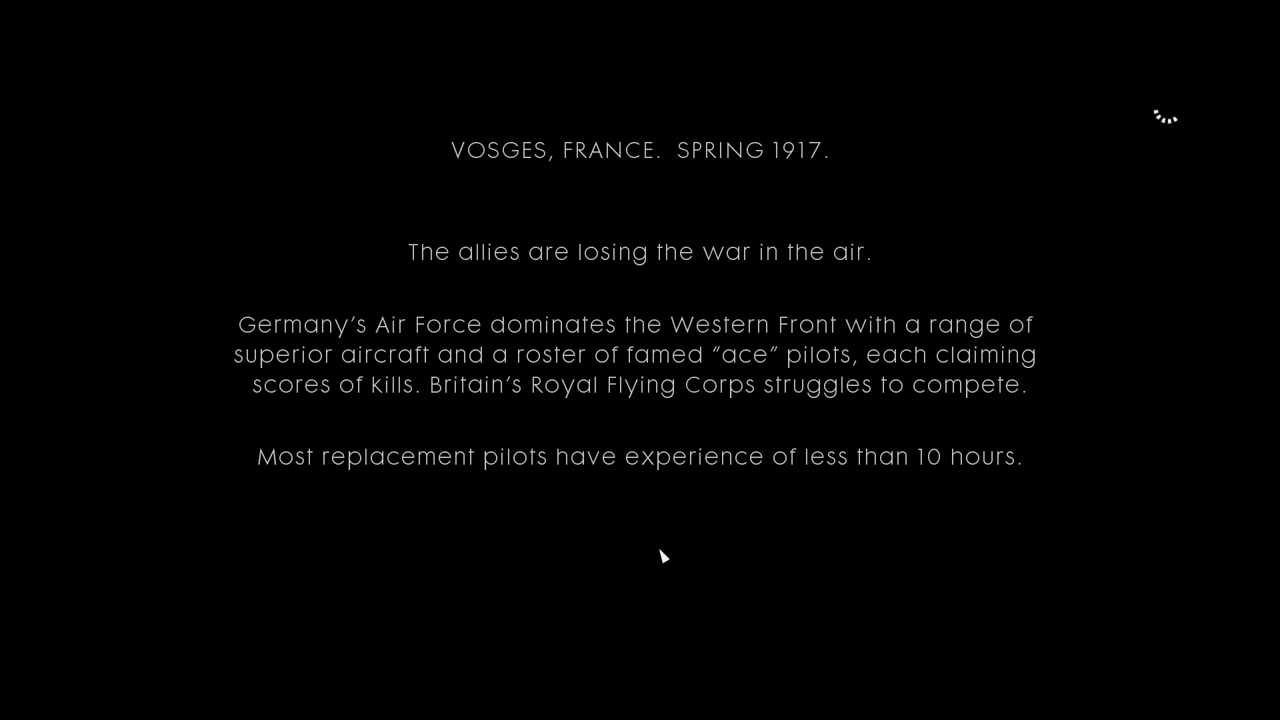 VOSGES, FRANCE.  SPRING 1917.
The allies are losing the war in the air.
Germany’s Air Force dominates the Western Front with a range of
superior aircraft and a roster of famed “ace” pilots, each claiming
scores of kills. Britain’s Royal Flying Corps struggles to compete.
Most replacement pilots have experience of less than 10 hours.